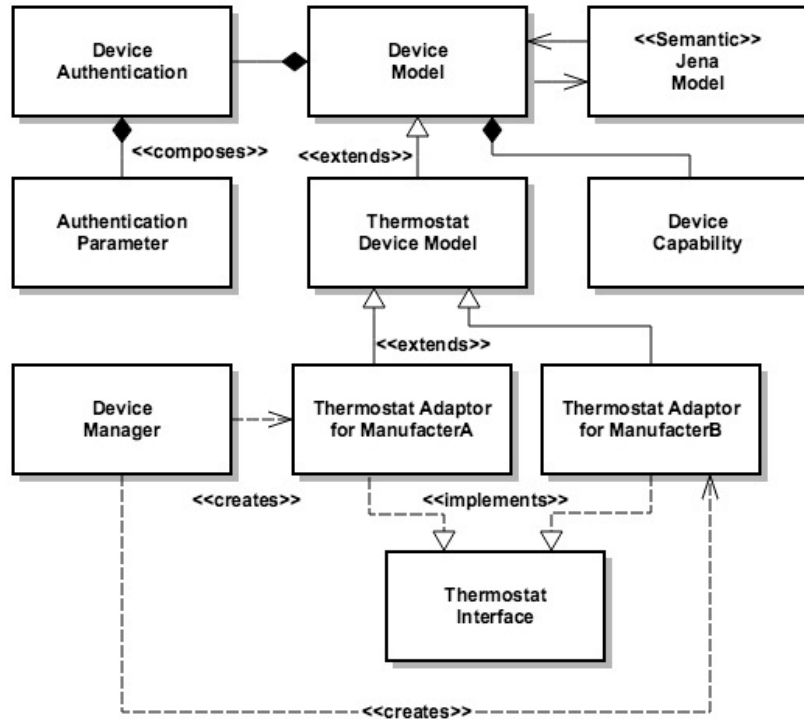 Device
Authentication
Device
Model
<<Semantic>>
Jena
Model
<<composes>>
<<extends>>
Authentication
Parameter
Thermostat
Device Model
Device
Capability
<<extends>>
Device
Manager
Thermostat Adaptor
for ManufacterA
Thermostat Adaptor
for ManufacterB
<<creates>>
<<implements>>
Thermostat
Interface
<<creates>>